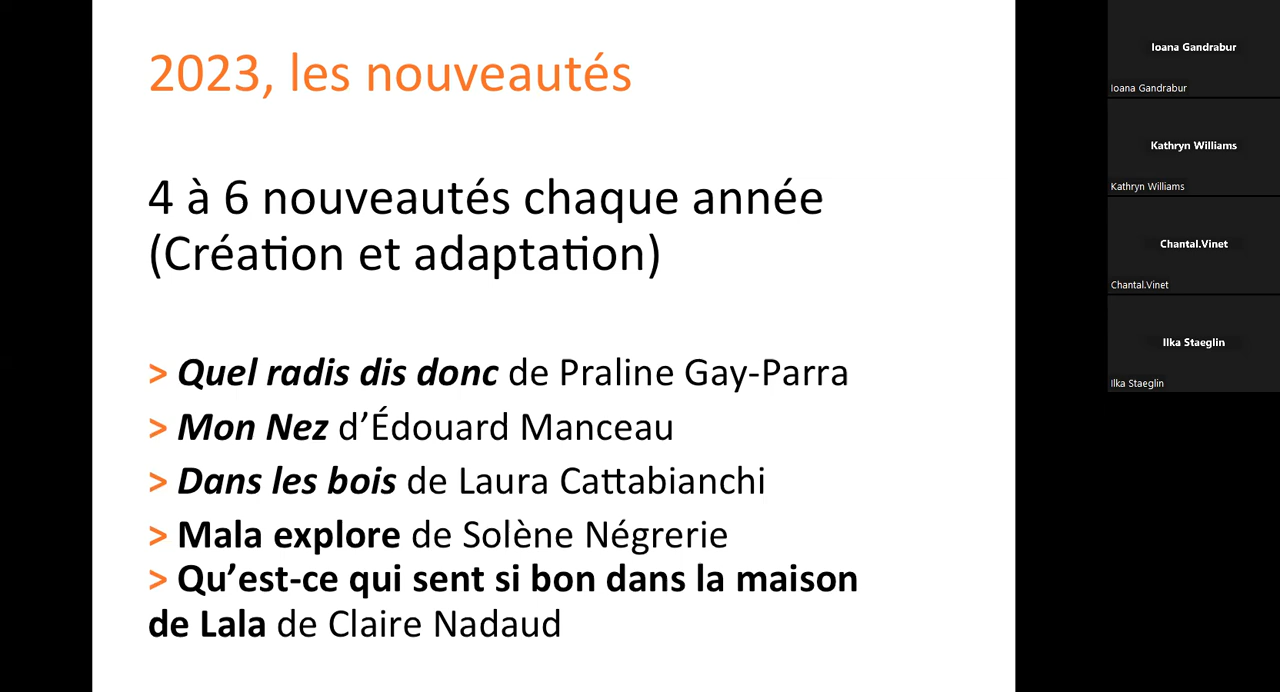 2023, les nouveautés
4 à 6 nouveautés chaque année
(Création et adaptation)
> Quel radis dis donc de Praline Gay-Parra
> Mon Nez d’Édouard Manceau
> Dans les bois de Laura Cattabianchi
> Mala explore de Solène Négrerie
> Qu’est-ce qui sent si bon dans la maison
de Lala de Claire Nadaud
Ioana Gandrabur
Ioana Gandrabur
Kathryn Williams
Kathryn Williams
Chantal.Vinet
Chantal.Vinet
Ilka Staeglin
Ilka Staeglin